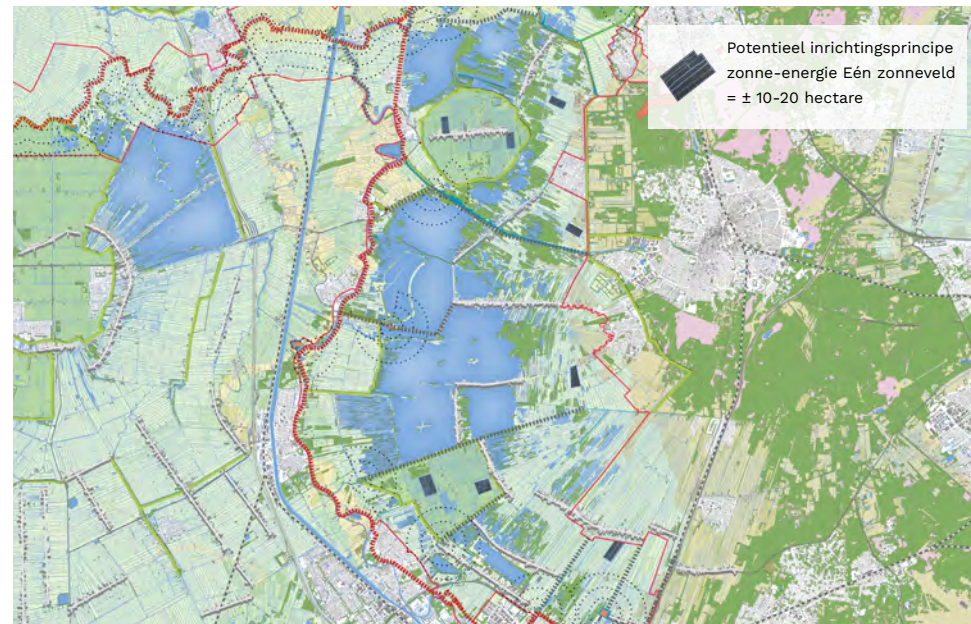 Potentieel inrichtingsprincipe
zonne-energie Eén zonneveld
= ± 10-20 hectare